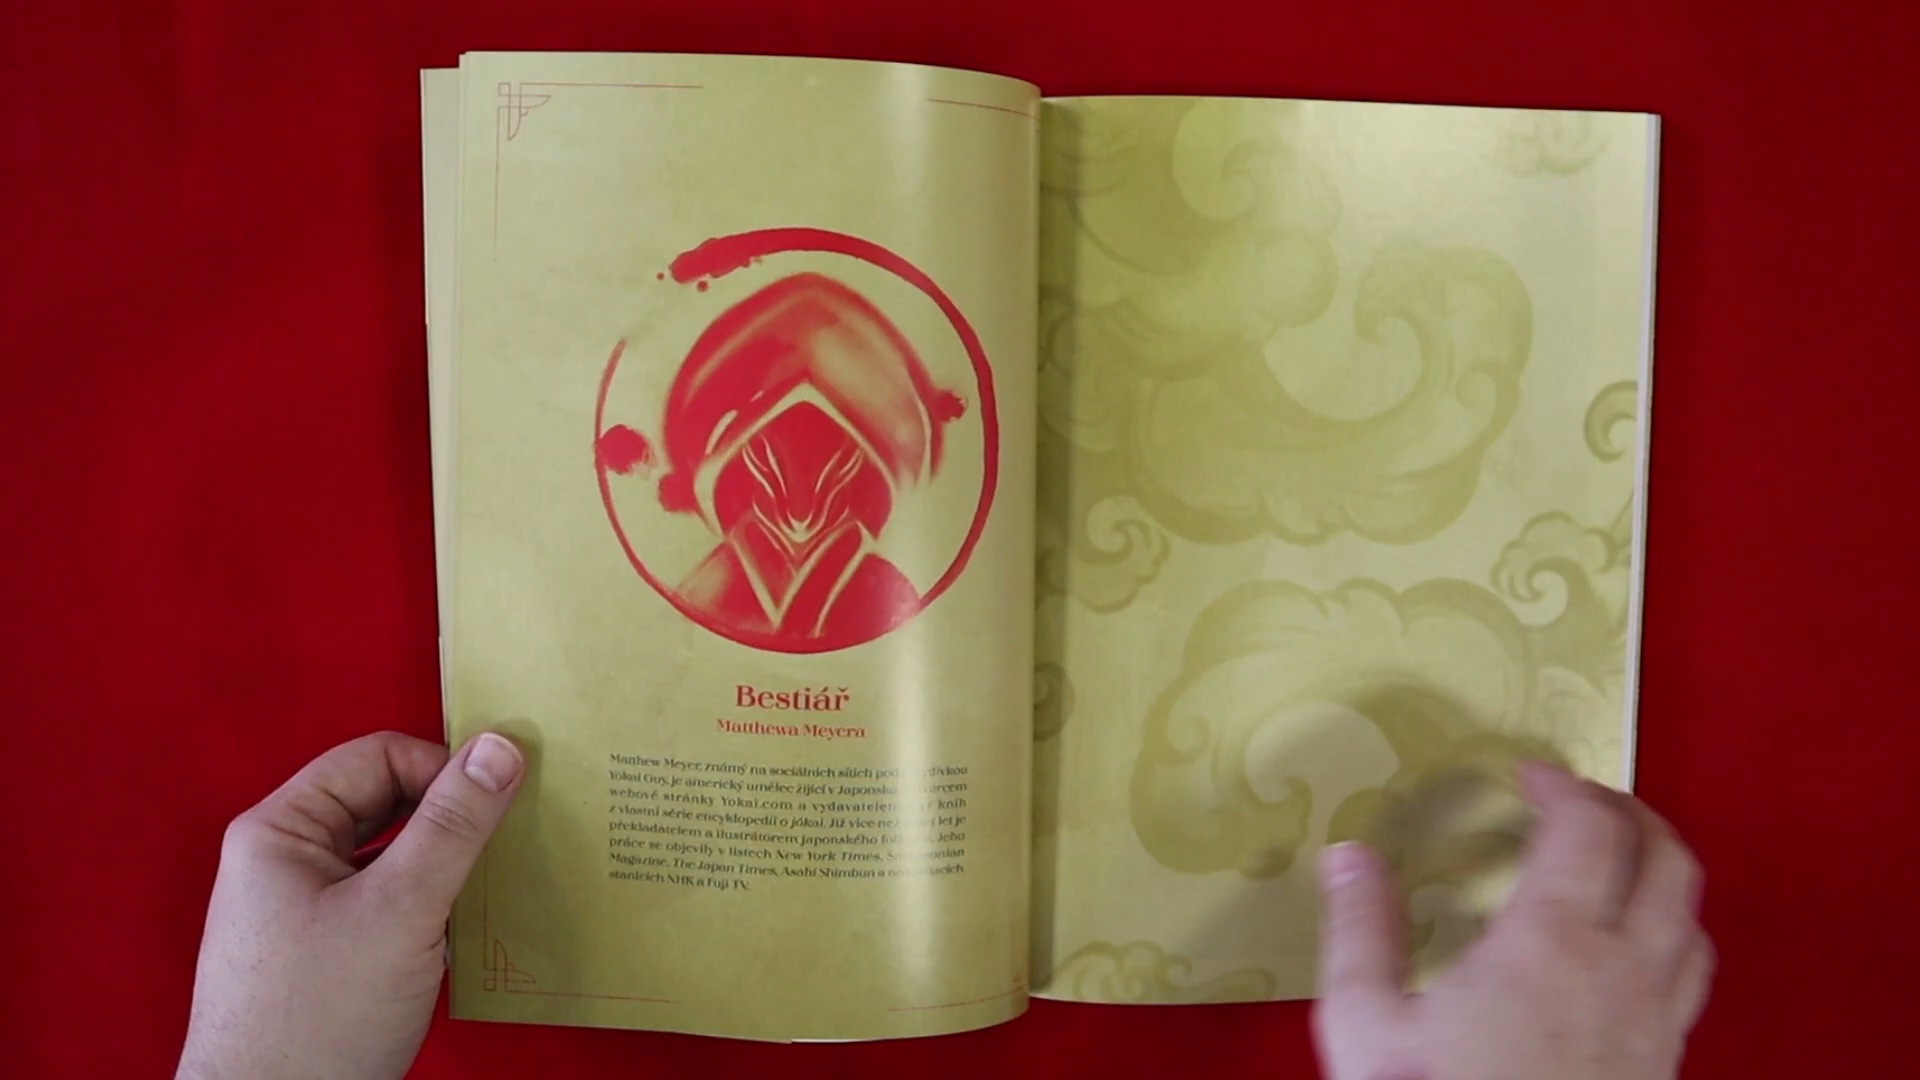 Bestiář
Matthewa Meyera
Matthew Meyer, známý na sociálních sítích pod
Yokai Guy, je americký umělec žijící v Japonsku
webové stránky Yokai.com a vydavatelem knih
z vlastní série encyklopedií o jókai. Již více než let je
překladatelem a ilustrátorem japonského Jeho
práce se objevily v listech New York Times,
Magazine, The Japan Times, Asahi Shimbun a na
stanicích NHK a Fuji TV.